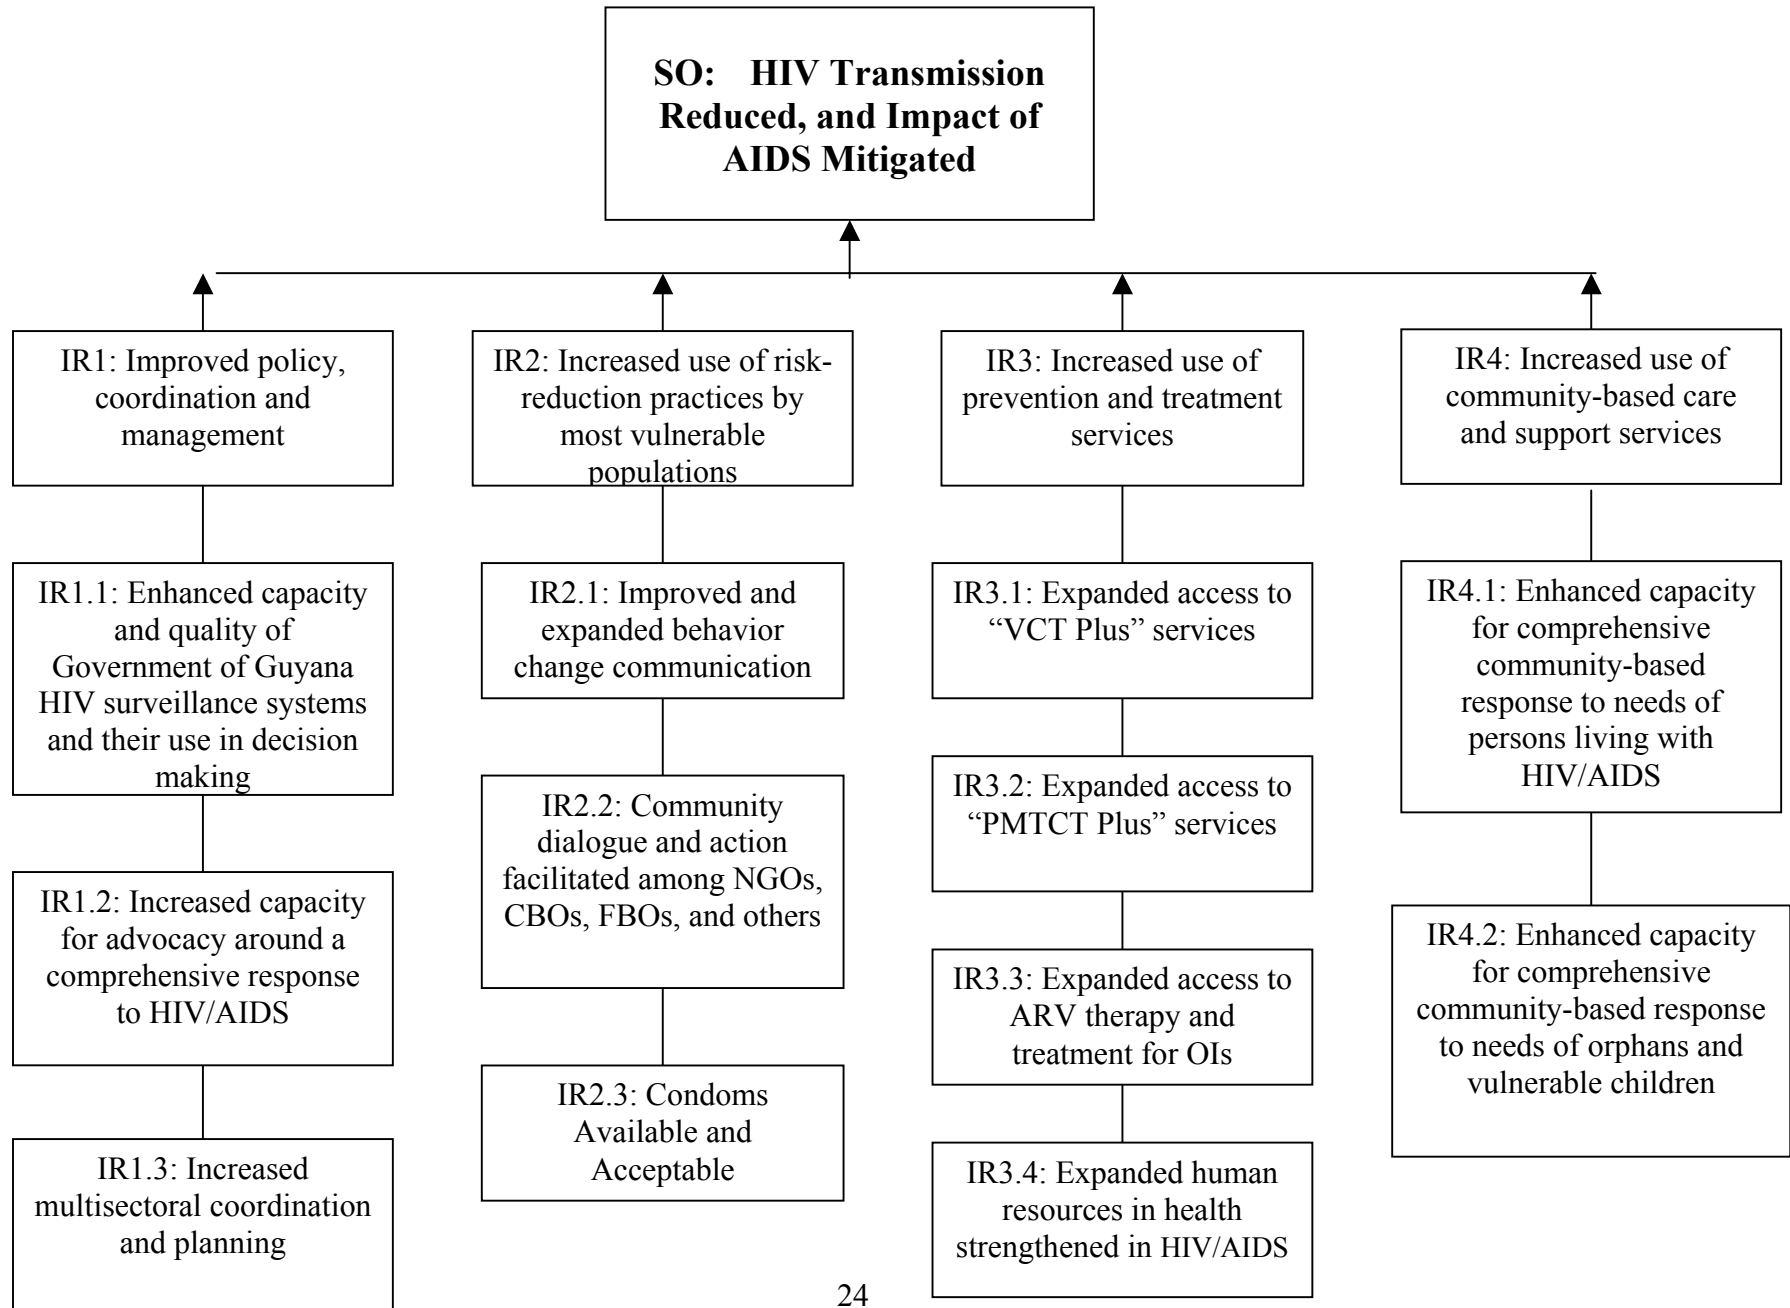 SO: HIV Transmission
Reduced, and Impact of
AIDS Mitigated
IR1: Improved policy,
coordination and
management
IR2: Increased use of risk-
reduction practices by
most vulnerable
populations
IR3: Increased use of
prevention and treatment
services
IR4: Increased use of
community-based care
and support services
IR1.1: Enhanced capacity
and quality of
Government of Guyana
HIV surveillance systems
and their use in decision
making
IR2.1: Improved and
expanded behavior
change communication
IR3.1: Expanded access to
“VCT Plus” services
IR4.1: Enhanced capacity
for comprehensive
community-based
response to needs of
persons living with
HIV/AIDS
IR2.2: Community
dialogue and action
facilitated among NGOs,
CBOs, FBOs, and others
IR3.2: Expanded access to
“PMTCT Plus” services
IR1.2: Increased capacity
for advocacy around a
comprehensive response
to HIV/AIDS
IR3.3: Expanded access to
ARV therapy and
treatment for OIs
IR4.2: Enhanced capacity
for comprehensive
community-based response
to needs of orphans and
vulnerable children
IR2.3: Condoms
Available and
Acceptable
IR1.3: Increased
multisectoral coordination
and planning
IR3.4: Expanded human
resources in health
strengthened in HIV/AIDS
24